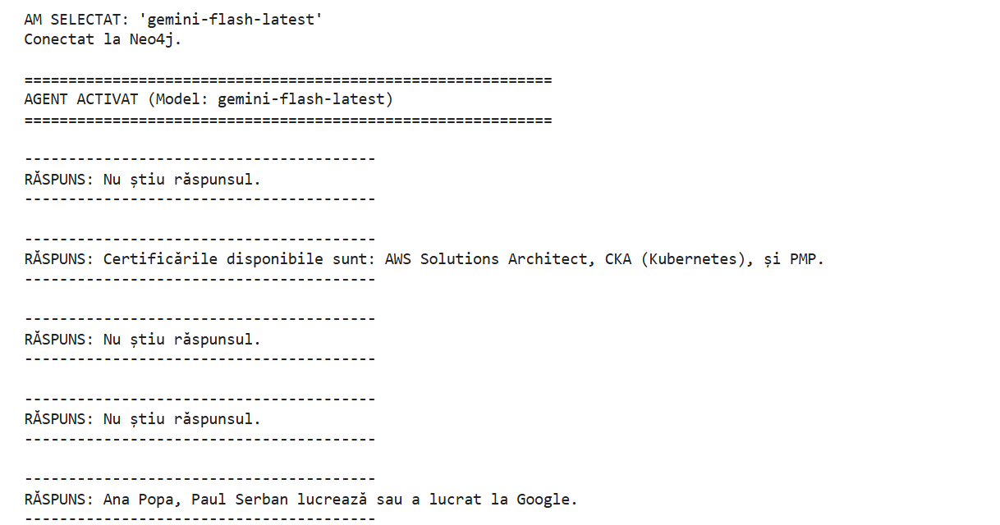 AM SELECTAT: 'gemini-flash-latest'
Conectat la Neo4j.
============================================================
AGENT ACTIVAT (Model: gemini-flash-latest)
============================================================
----------------------------------------
RĂSPUNS: Nu știu răspunsul.
----------------------------------------
----------------------------------------
RĂSPUNS: Certificările disponibile sunt: AWS Solutions Architect, CKA (Kubernetes), și PMP.
----------------------------------------
----------------------------------------
RĂSPUNS: Nu știu răspunsul.
----------------------------------------
----------------------------------------
RĂSPUNS: Nu știu răspunsul.
----------------------------------------
----------------------------------------
RĂSPUNS: Ana Popa, Paul Serban lucrează sau a lucrat la Google.
----------------------------------------